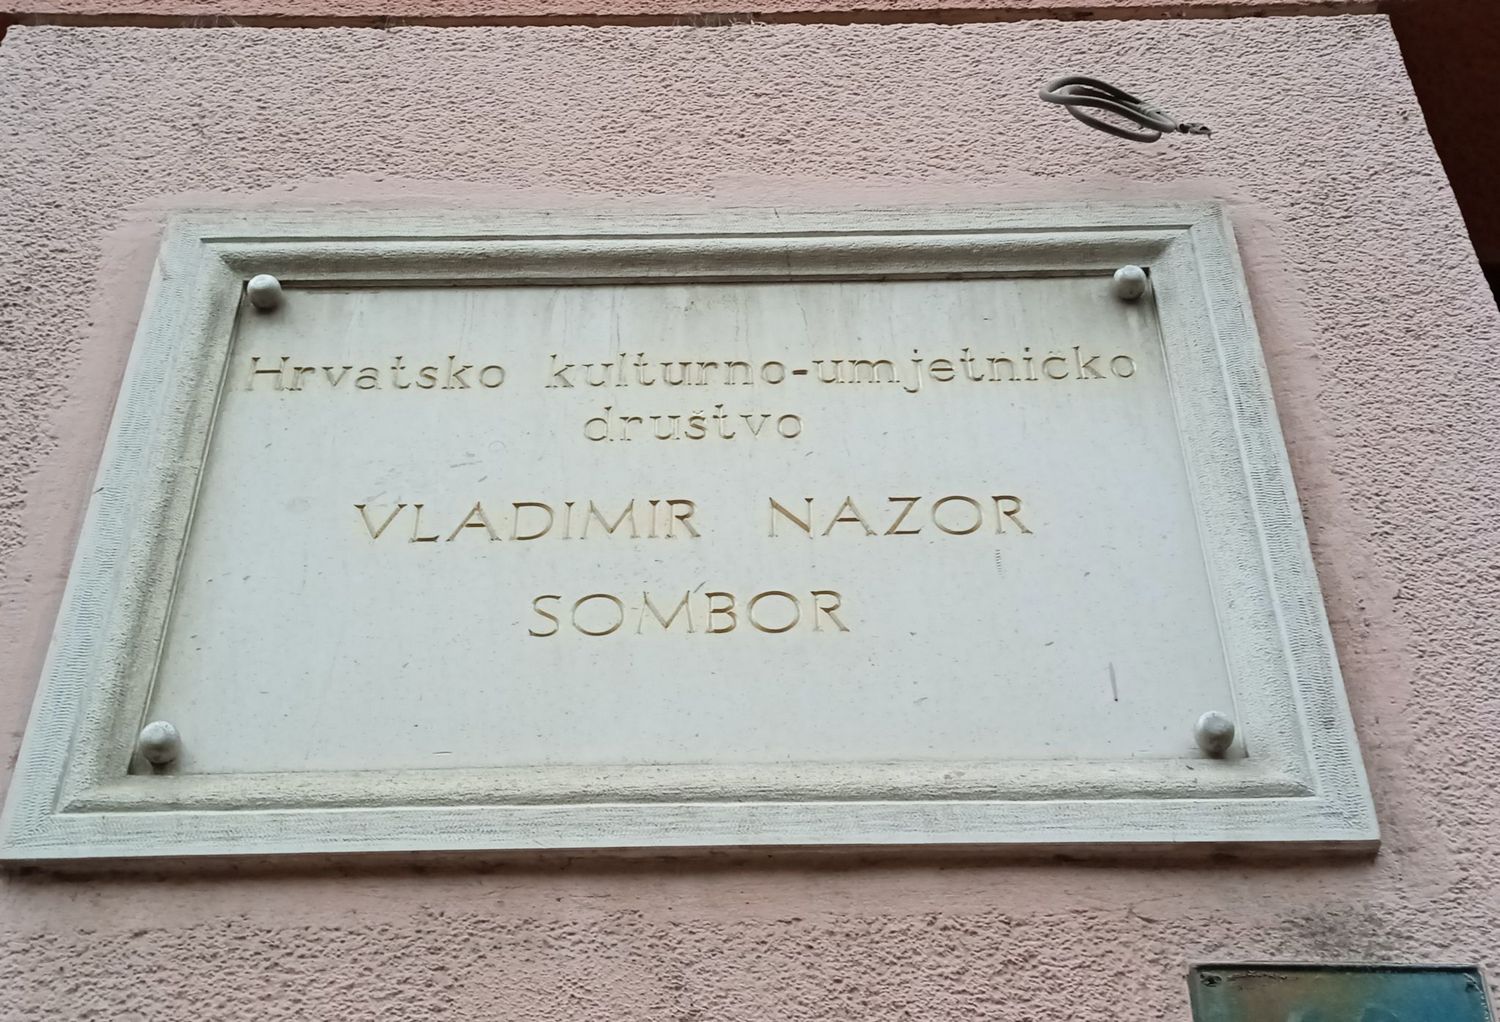 Hrvatsko kulturno-umjetničko
društvo
VLADIMIR NAZOR
SOMBOR